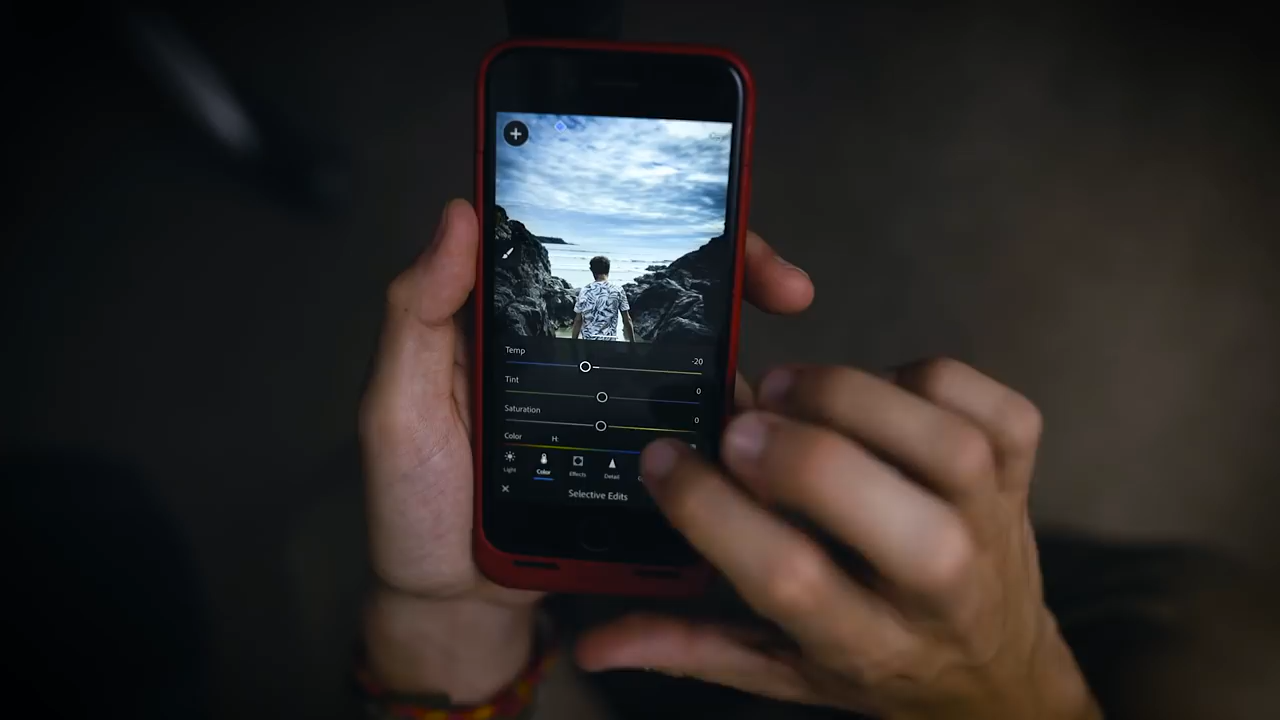 Temp -20
Tint 0
Saturation 0
Color H:
Light Color Effects Detail
Selective Edits